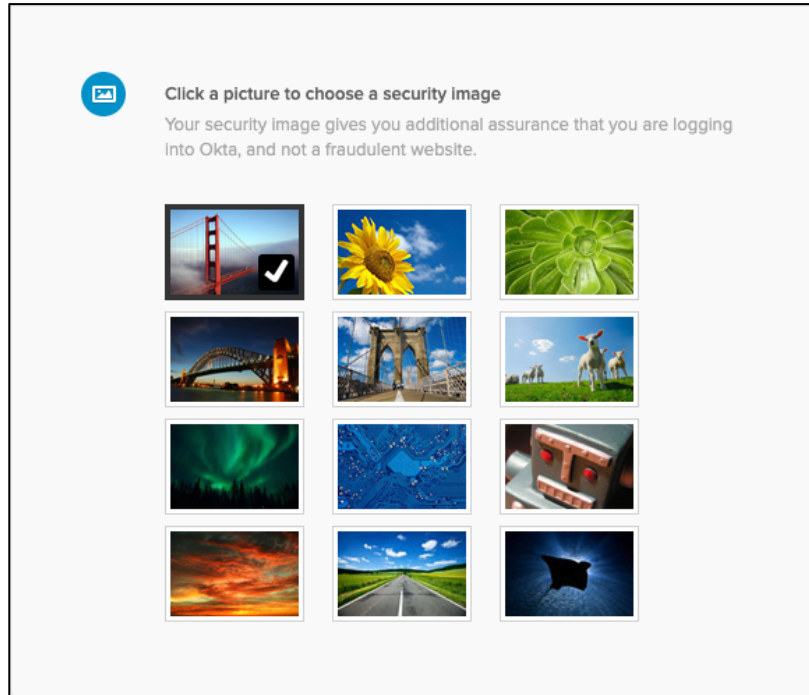 Click a picture to choose a security image
Your security image gives you additional assurance that you are logging
into Okta, and not a fraudulent website.